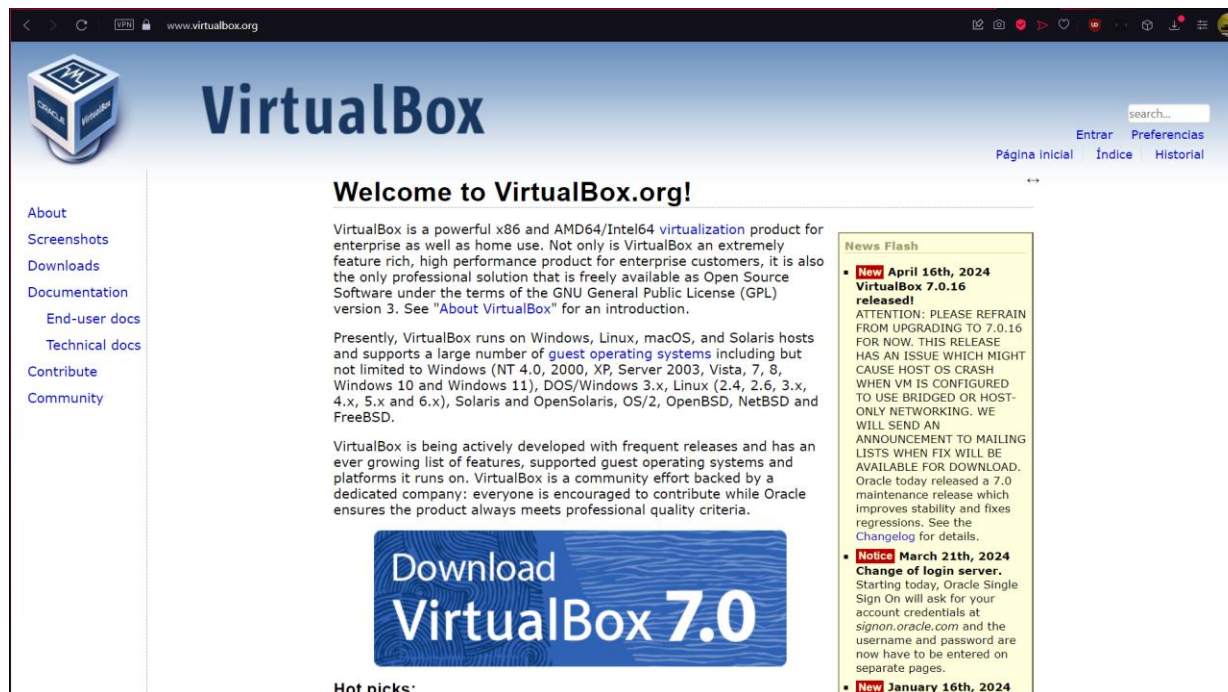 VPN www.virtualbox.org
ORACLE VirtualBox
VirtualBox
search...
Entrar Preferencias
Página inicial Índice Historial
About
Screenshots
Downloads
Documentation
End-user docs
Technical docs
Contribute
Community
Welcome to VirtualBox.org!
VirtualBox is a powerful x86 and AMD64/Intel64 virtualization product for
enterprise as well as home use. Not only is VirtualBox an extremely
feature rich, high performance product for enterprise customers, it is also
the only professional solution that is freely available as Open Source
Software under the terms of the GNU General Public License (GPL)
version 3. See "About VirtualBox" for an introduction.
Presently, VirtualBox runs on Windows, Linux, macOS, and Solaris hosts
and supports a large number of guest operating systems including but
not limited to Windows (NT 4.0, 2000, XP, Server 2003, Vista, 7, 8,
Windows 10 and Windows 11), DOS/Windows 3.x, Linux (2.4, 2.6, 3.x,
4.x, 5.x and 6.x), Solaris and OpenSolaris, OS/2, OpenBSD, NetBSD and
FreeBSD.
VirtualBox is being actively developed with frequent releases and has an
ever growing list of features, supported guest operating systems and
platforms it runs on. VirtualBox is a community effort backed by a
dedicated company: everyone is encouraged to contribute while Oracle
ensures the product always meets professional quality criteria.
Download
VirtualBox 7.0
Hot picks:
News Flash
New April 16th, 2024
VirtualBox 7.0.16
released!
ATTENTION: PLEASE REFRAIN
FROM UPGRADING TO 7.0.16
FOR NOW. THIS RELEASE
HAS AN ISSUE WHICH MIGHT
CAUSE HOST OS CRASH
WHEN VM IS CONFIGURED
TO USE BRIDGED OR HOST-
ONLY NETWORKING. WE
WILL SEND AN
ANNOUNCEMENT TO MAILING
LISTS WHEN FIX WILL BE
AVAILABLE FOR DOWNLOAD.
Oracle today released a 7.0
maintenance release which
improves stability and fixes
regressions. See the
Changelog for details.
Notice March 21th, 2024
Change of login server.
Starting today, Oracle Single
Sign On will ask for your
account credentials at
signon.oracle.com and the
username and password are
now have to be entered on
separate pages.
New January 16th, 2024